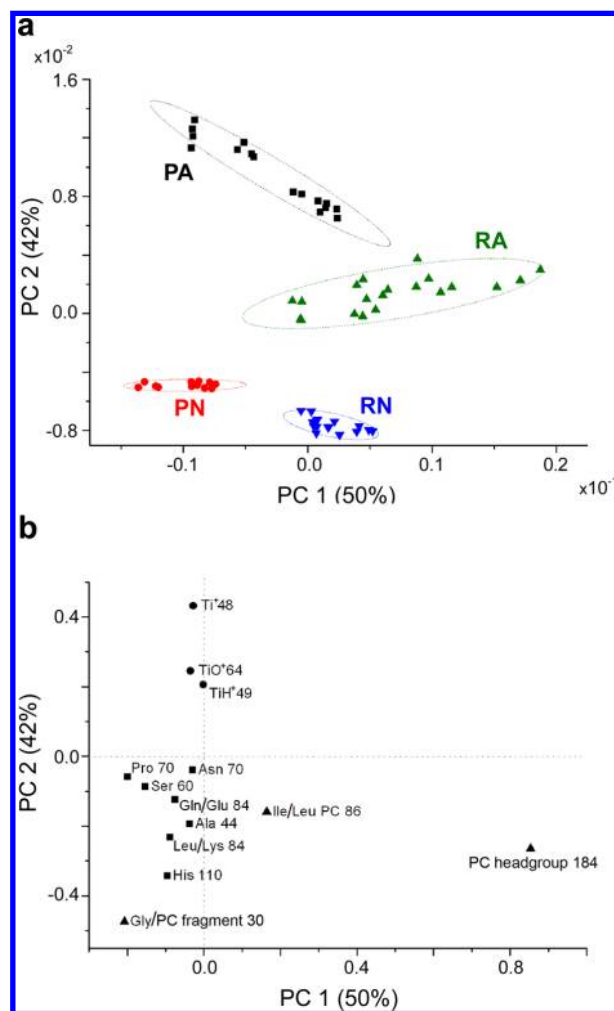 a
x10⁻²
1.6
PA
0.8
RA
PC 2 (42%)
0.0
PN
RN
-0.8
-0.1 0.0 0.1 0.2
PC 1 (50%)
b
Ti⁺48
0.4
TiO⁺64
TiH⁺49
PC 2 (42%)
0.0
Pro 70 Asn 70
Ser 60
Gln/Glu 84 Ile/Leu PC 86
Ala 44
Leu/Lys 84 PC headgroup 184
His 110
-0.4
Gly/PC fragment 30
0.0 0.4 0.8
PC 1 (50%)